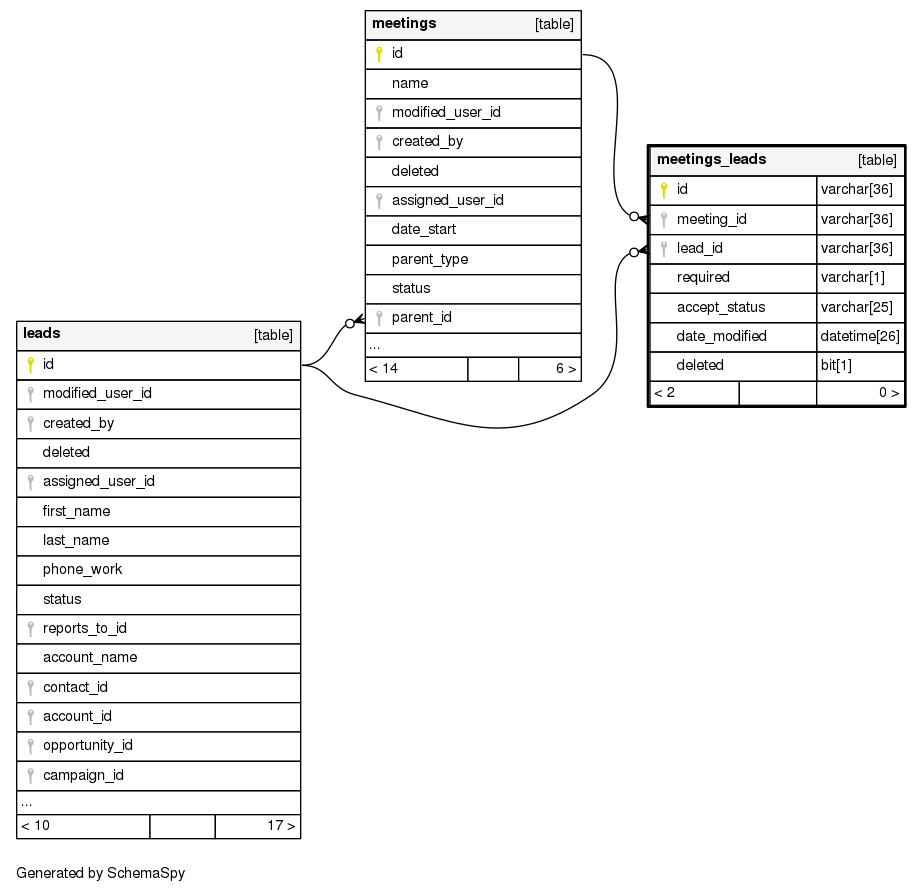 meetings [table]
id
name
modified_user_id
created_by
deleted
assigned_user_id
date_start
parent_type
status
parent_id
...
< 14 6 >
meetings_leads [table]
id varchar[36]
meeting_id varchar[36]
lead_id varchar[36]
required varchar[1]
accept_status varchar[25]
date_modified datetime[26]
deleted bit[1]
< 2 0 >
leads [table]
id
modified_user_id
created_by
deleted
assigned_user_id
first_name
last_name
phone_work
status
reports_to_id
account_name
contact_id
account_id
opportunity_id
campaign_id
...
< 10 17 >
Generated by SchemaSpy